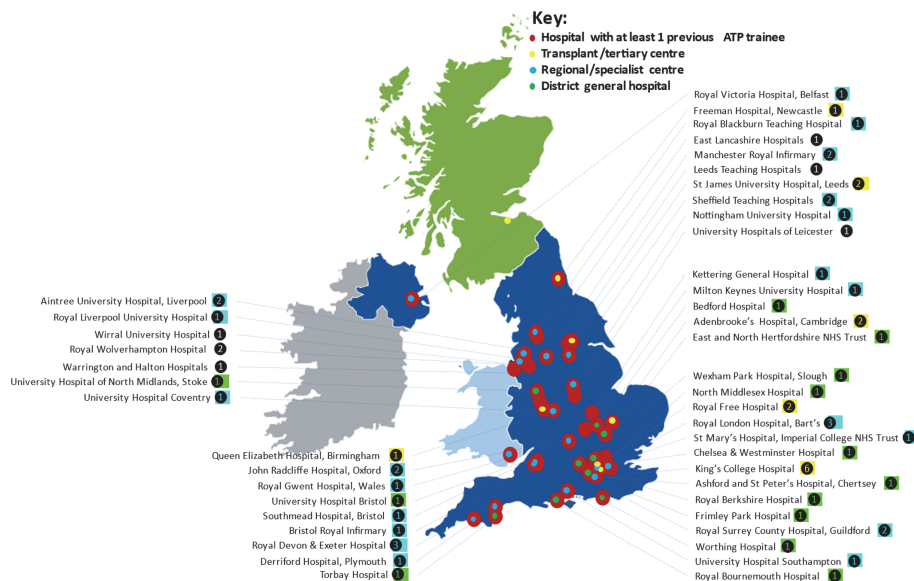 Key:
Hospital with at least 1 previous ATP trainee
Transplant/tertiary centre
Regional/specialist centre
District general hospital
Royal Victoria Hospital, Belfast 1
Freeman Hospital, Newcastle 1
Royal Blackburn Teaching Hospital 1
East Lancashire Hospitals 1
Manchester Royal Infirmary 2
Leeds Teaching Hospitals 1
St James University Hospital, Leeds 2
Sheffield Teaching Hospitals 2
Nottingham University Hospital 1
University Hospitals of Leicester 1
Kettering General Hospital 1
Milton Keynes University Hospital 1
Bedford Hospital 1
Adenbrooke's Hospital, Cambridge 2
East and North Hertfordshire NHS Trust 1
Wexham Park Hospital, Slough 1
North Middlesex Hospital 1
Royal Free Hospital 2
Royal London Hospital, Bart's 3
St Mary's Hospital, Imperial College NHS Trust 1
Chelsea & Westminster Hospital 1
King's College Hospital 6
Ashford and St Peter's Hospital, Chertsey 1
Royal Berkshire Hospital 1
Frimley Park Hospital 1
Royal Surrey County Hospital, Guildford 2
Worthing Hospital 1
University Hospital Southampton 1
Royal Bournemouth Hospital 1
Aintree University Hospital, Liverpool 2
Royal Liverpool University Hospital 1
Wirral University Hospital 1
Royal Wolverhampton Hospital 2
Warrington and Halton Hospitals 1
University Hospital of North Midlands, Stoke 1
University Hospital Coventry 1
Queen Elizabeth Hospital, Birmingham 1
John Radcliffe Hospital, Oxford 2
Royal Gwent Hospital, Wales 1
University Hospital Bristol 1
Southmead Hospital, Bristol 1
Bristol Royal Infirmary 1
Royal Devon & Exeter Hospital 3
Derriford Hospital, Plymouth 1
Torbay Hospital 1